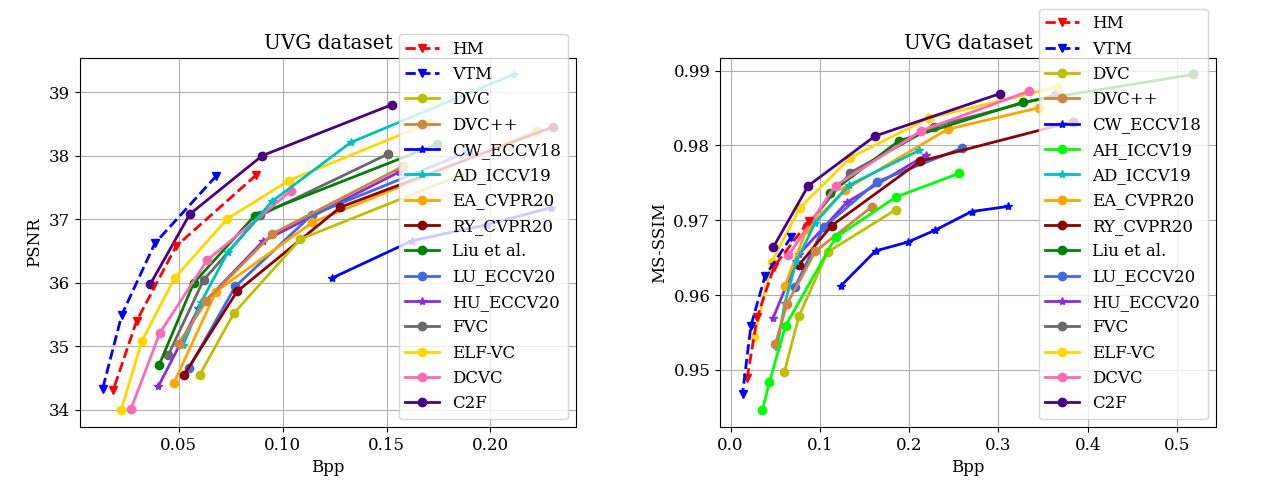 UVG dataset
PSNR
39
38
37
36
35
34
0.05
0.10
0.15
0.20
Bpp
HM
VTM
DVC
DVC++
CW_ECCV18
AD_ICCV19
EA_CVPR20
RY_CVPR20
Liu et al.
LU_ECCV20
HU_ECCV20
FVC
ELF-VC
DCVC
C2F
UVG dataset
MS-SSIM
0.99
0.98
0.97
0.96
0.95
0.0
0.1
0.2
0.3
0.4
0.5
Bpp
HM
VTM
DVC
DVC++
CW_ECCV18
AH_ICCV19
AD_ICCV19
EA_CVPR20
RY_CVPR20
Liu et al.
LU_ECCV20
HU_ECCV20
FVC
ELF-VC
DCVC
C2F